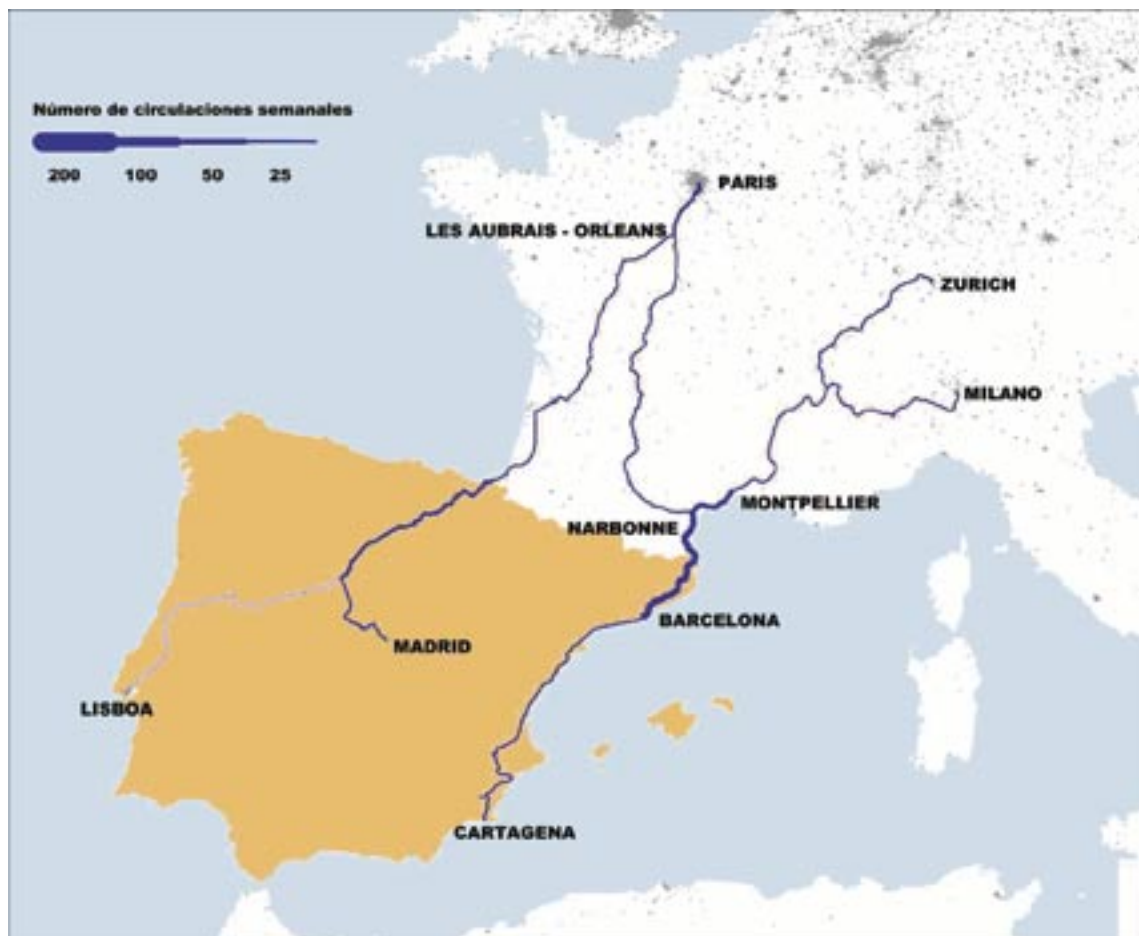 Número de circulaciones semanales
200 100 50 25
PARIS
LES AUBRAIS - ORLEANS
ZURICH
MILANO
MONTPELLIER
NARBONNE
BARCELONA
MADRID
LISBOA
CARTAGENA